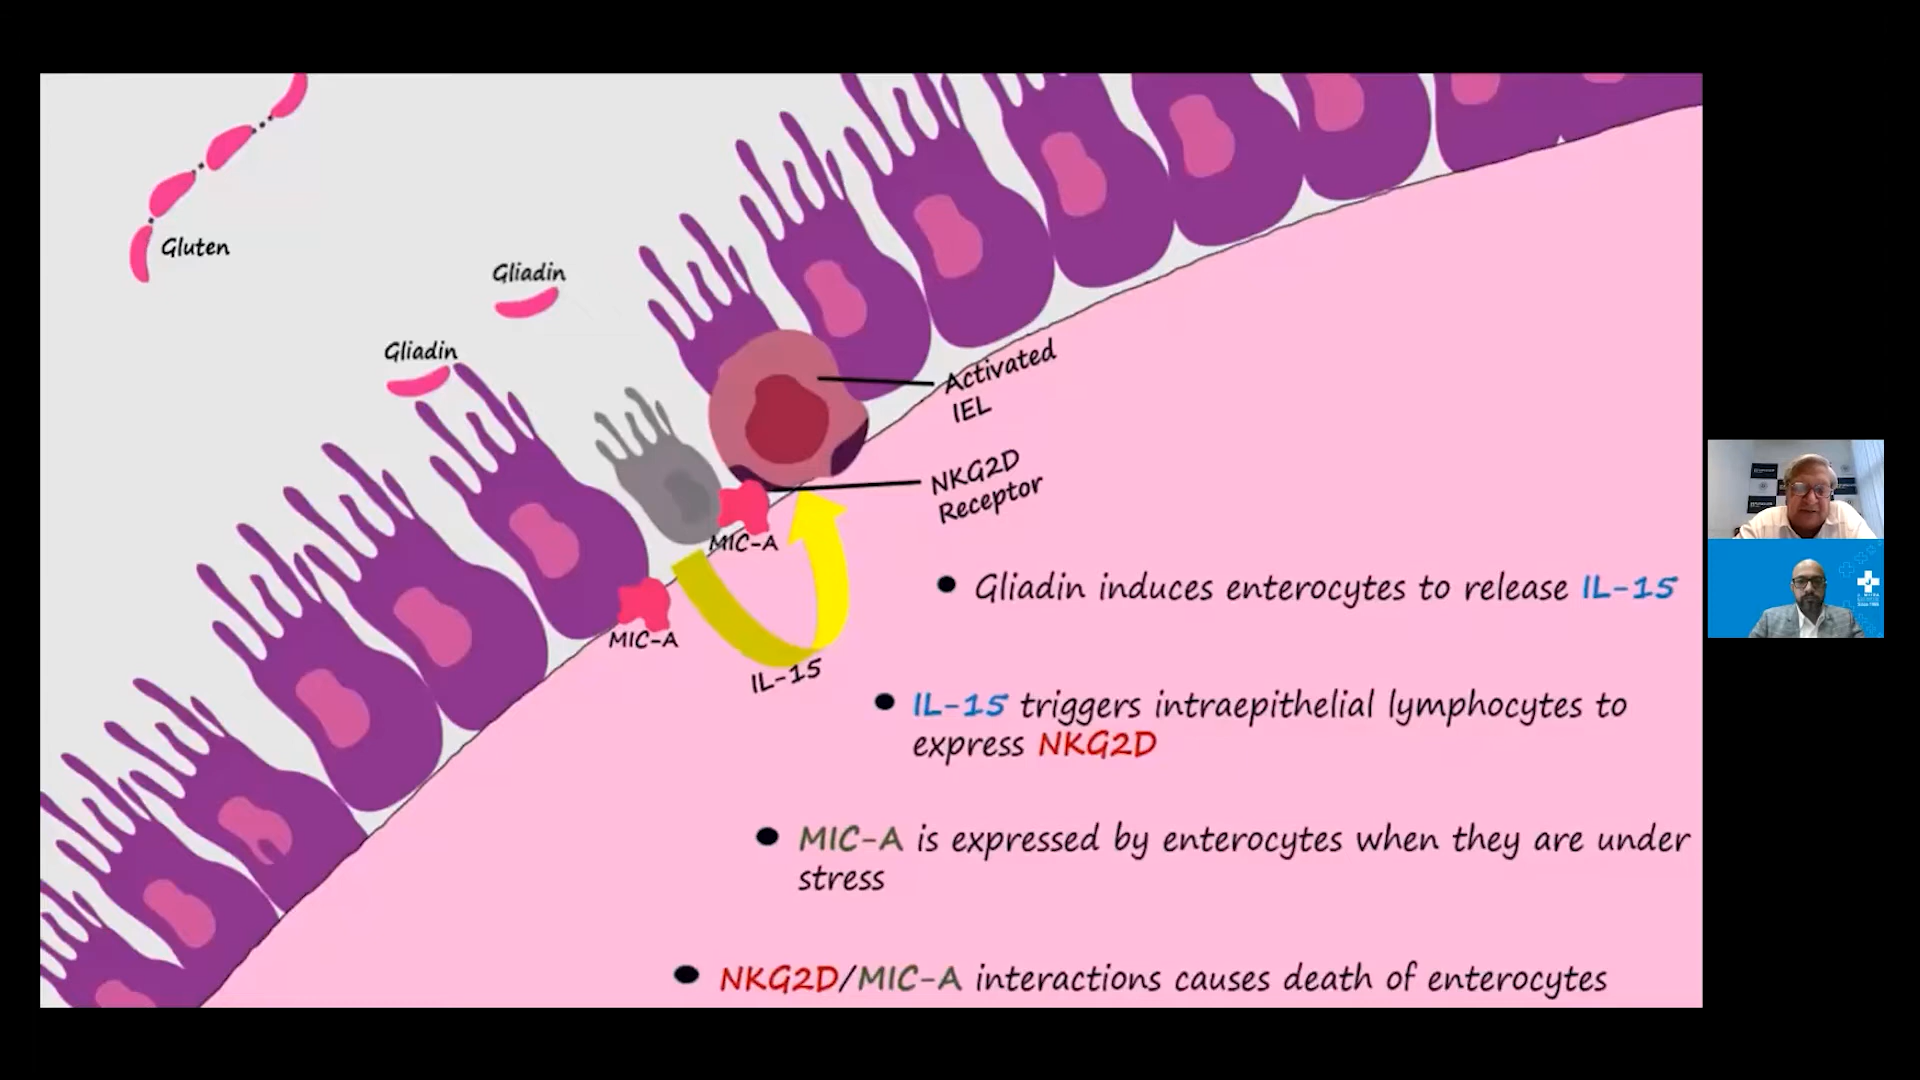 Gluten
Gliadin
Gliadin
Activated
IEL
NKG2D
Receptor
MIC-A
MIC-A
IL-15
• Gliadin induces enterocytes to release IL-15
• IL-15 triggers intraepithelial lymphocytes to
express NKG2D
• MIC-A is expressed by enterocytes when they are under
stress
• NKG2D/MIC-A interactions causes death of enterocytes